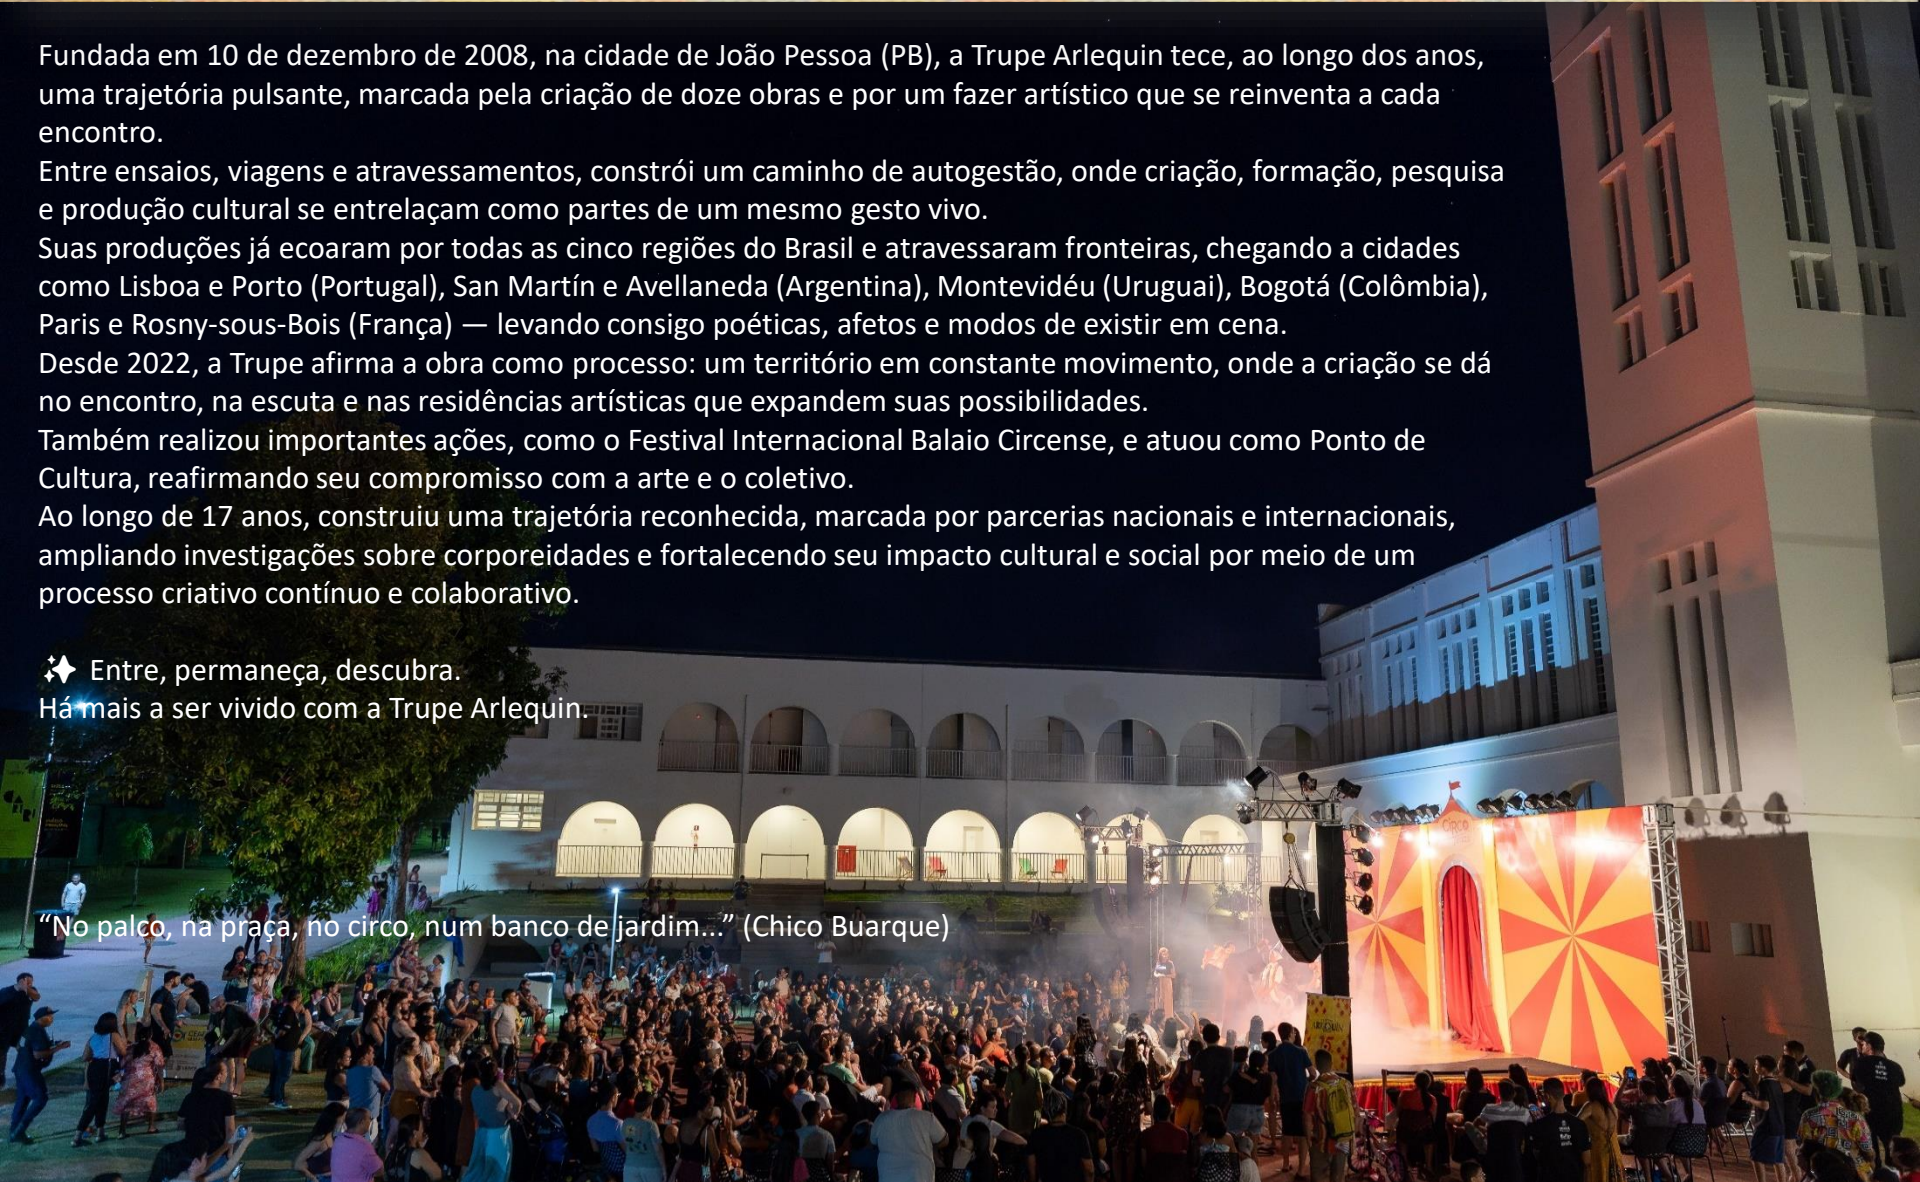 Fundada em 10 de dezembro de 2008, na cidade de João Pessoa (PB), a Trupe Arlequin tece, ao longo dos anos,
uma trajetória pulsante, marcada pela criação de doze obras e por um fazer artístico que se reinventa a cada
encontro.
Entre ensaios, viagens e atravessamentos, constrói um caminho de autogestão, onde criação, formação, pesquisa
e produção cultural se entrelaçam como partes de um mesmo gesto vivo.
Suas produções já ecoaram por todas as cinco regiões do Brasil e atravessaram fronteiras, chegando a cidades
como Lisboa e Porto (Portugal), San Martín e Avellaneda (Argentina), Montevidéu (Uruguai), Bogotá (Colômbia),
Paris e Rosny-sous-Bois (França) — levando consigo poéticas, afetos e modos de existir em cena.
Desde 2022, a Trupe afirma a obra como processo: um território em constante movimento, onde a criação se dá
no encontro, na escuta e nas residências artísticas que expandem suas possibilidades.
Também realizou importantes ações, como o Festival Internacional Balaio Circense, e atuou como Ponto de
Cultura, reafirmando seu compromisso com a arte e o coletivo.
Ao longo de 17 anos, construiu uma trajetória reconhecida, marcada por parcerias nacionais e internacionais,
ampliando investigações sobre corporeidades e fortalecendo seu impacto cultural e social por meio de um
processo criativo contínuo e colaborativo.
✨ Entre, permaneça, descubra.
Há mais a ser vivido com a Trupe Arlequin.
“No palco, na praça, no circo, num banco de jardim...” (Chico Buarque)
CIRCO
15